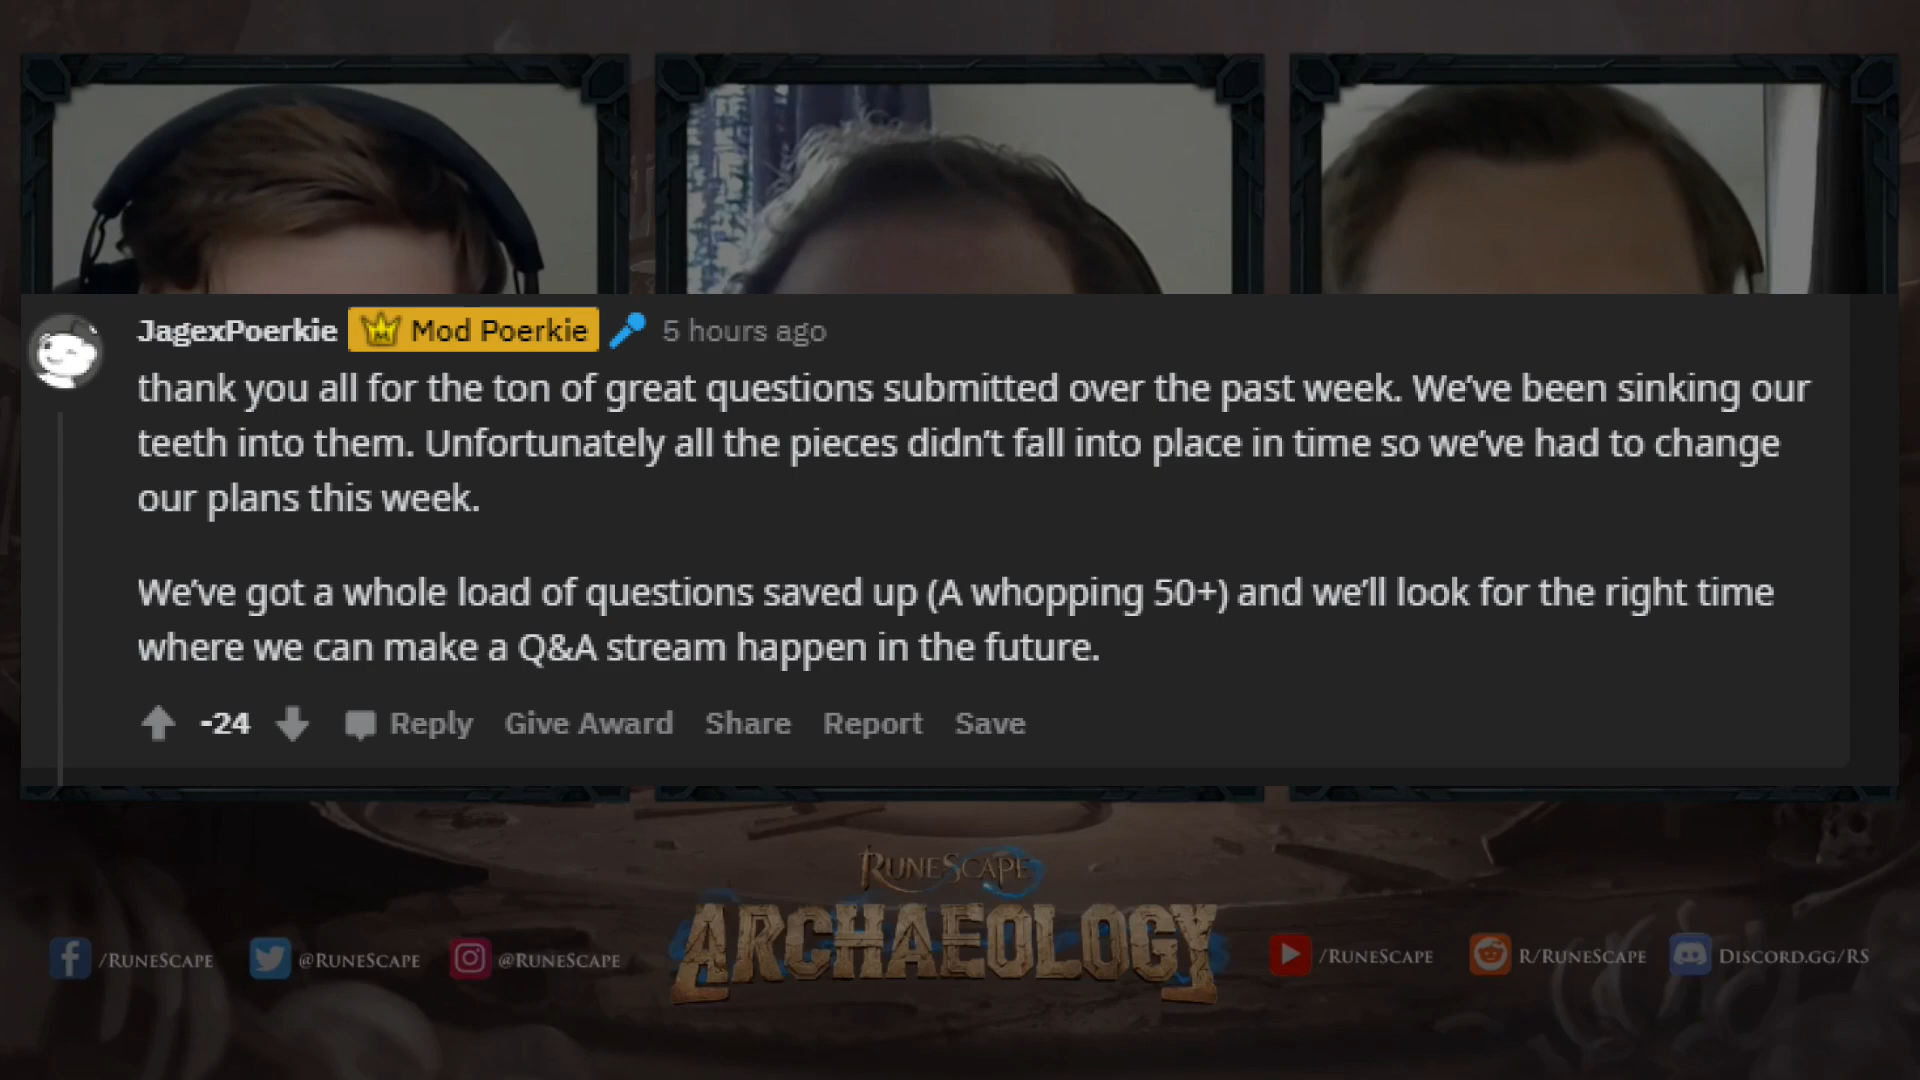 JagexPoerkie Mod Poerkie 5 hours ago
thank you all for the ton of great questions submitted over the past week. We’ve been sinking our
teeth into them. Unfortunately all the pieces didn’t fall into place in time so we’ve had to change
our plans this week.
We’ve got a whole load of questions saved up (A whopping 50+) and we’ll look for the right time
where we can make a Q&A stream happen in the future.
-24 Reply Give Award Share Report Save
RUNESCAPE
ARCHAEOLOGY
/RUNESCAPE @RUNESCAPE @RUNESCAPE /RUNESCAPE R/RUNESCAPE DISCORD.GG/RS